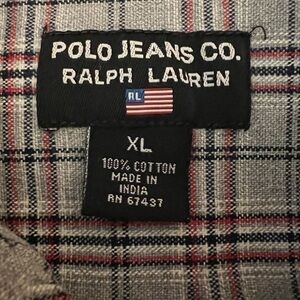 POLO JEANS CO.
RALPH LAUREN
RL
XL
100% COTTON
MADE IN
INDIA
RN 67437